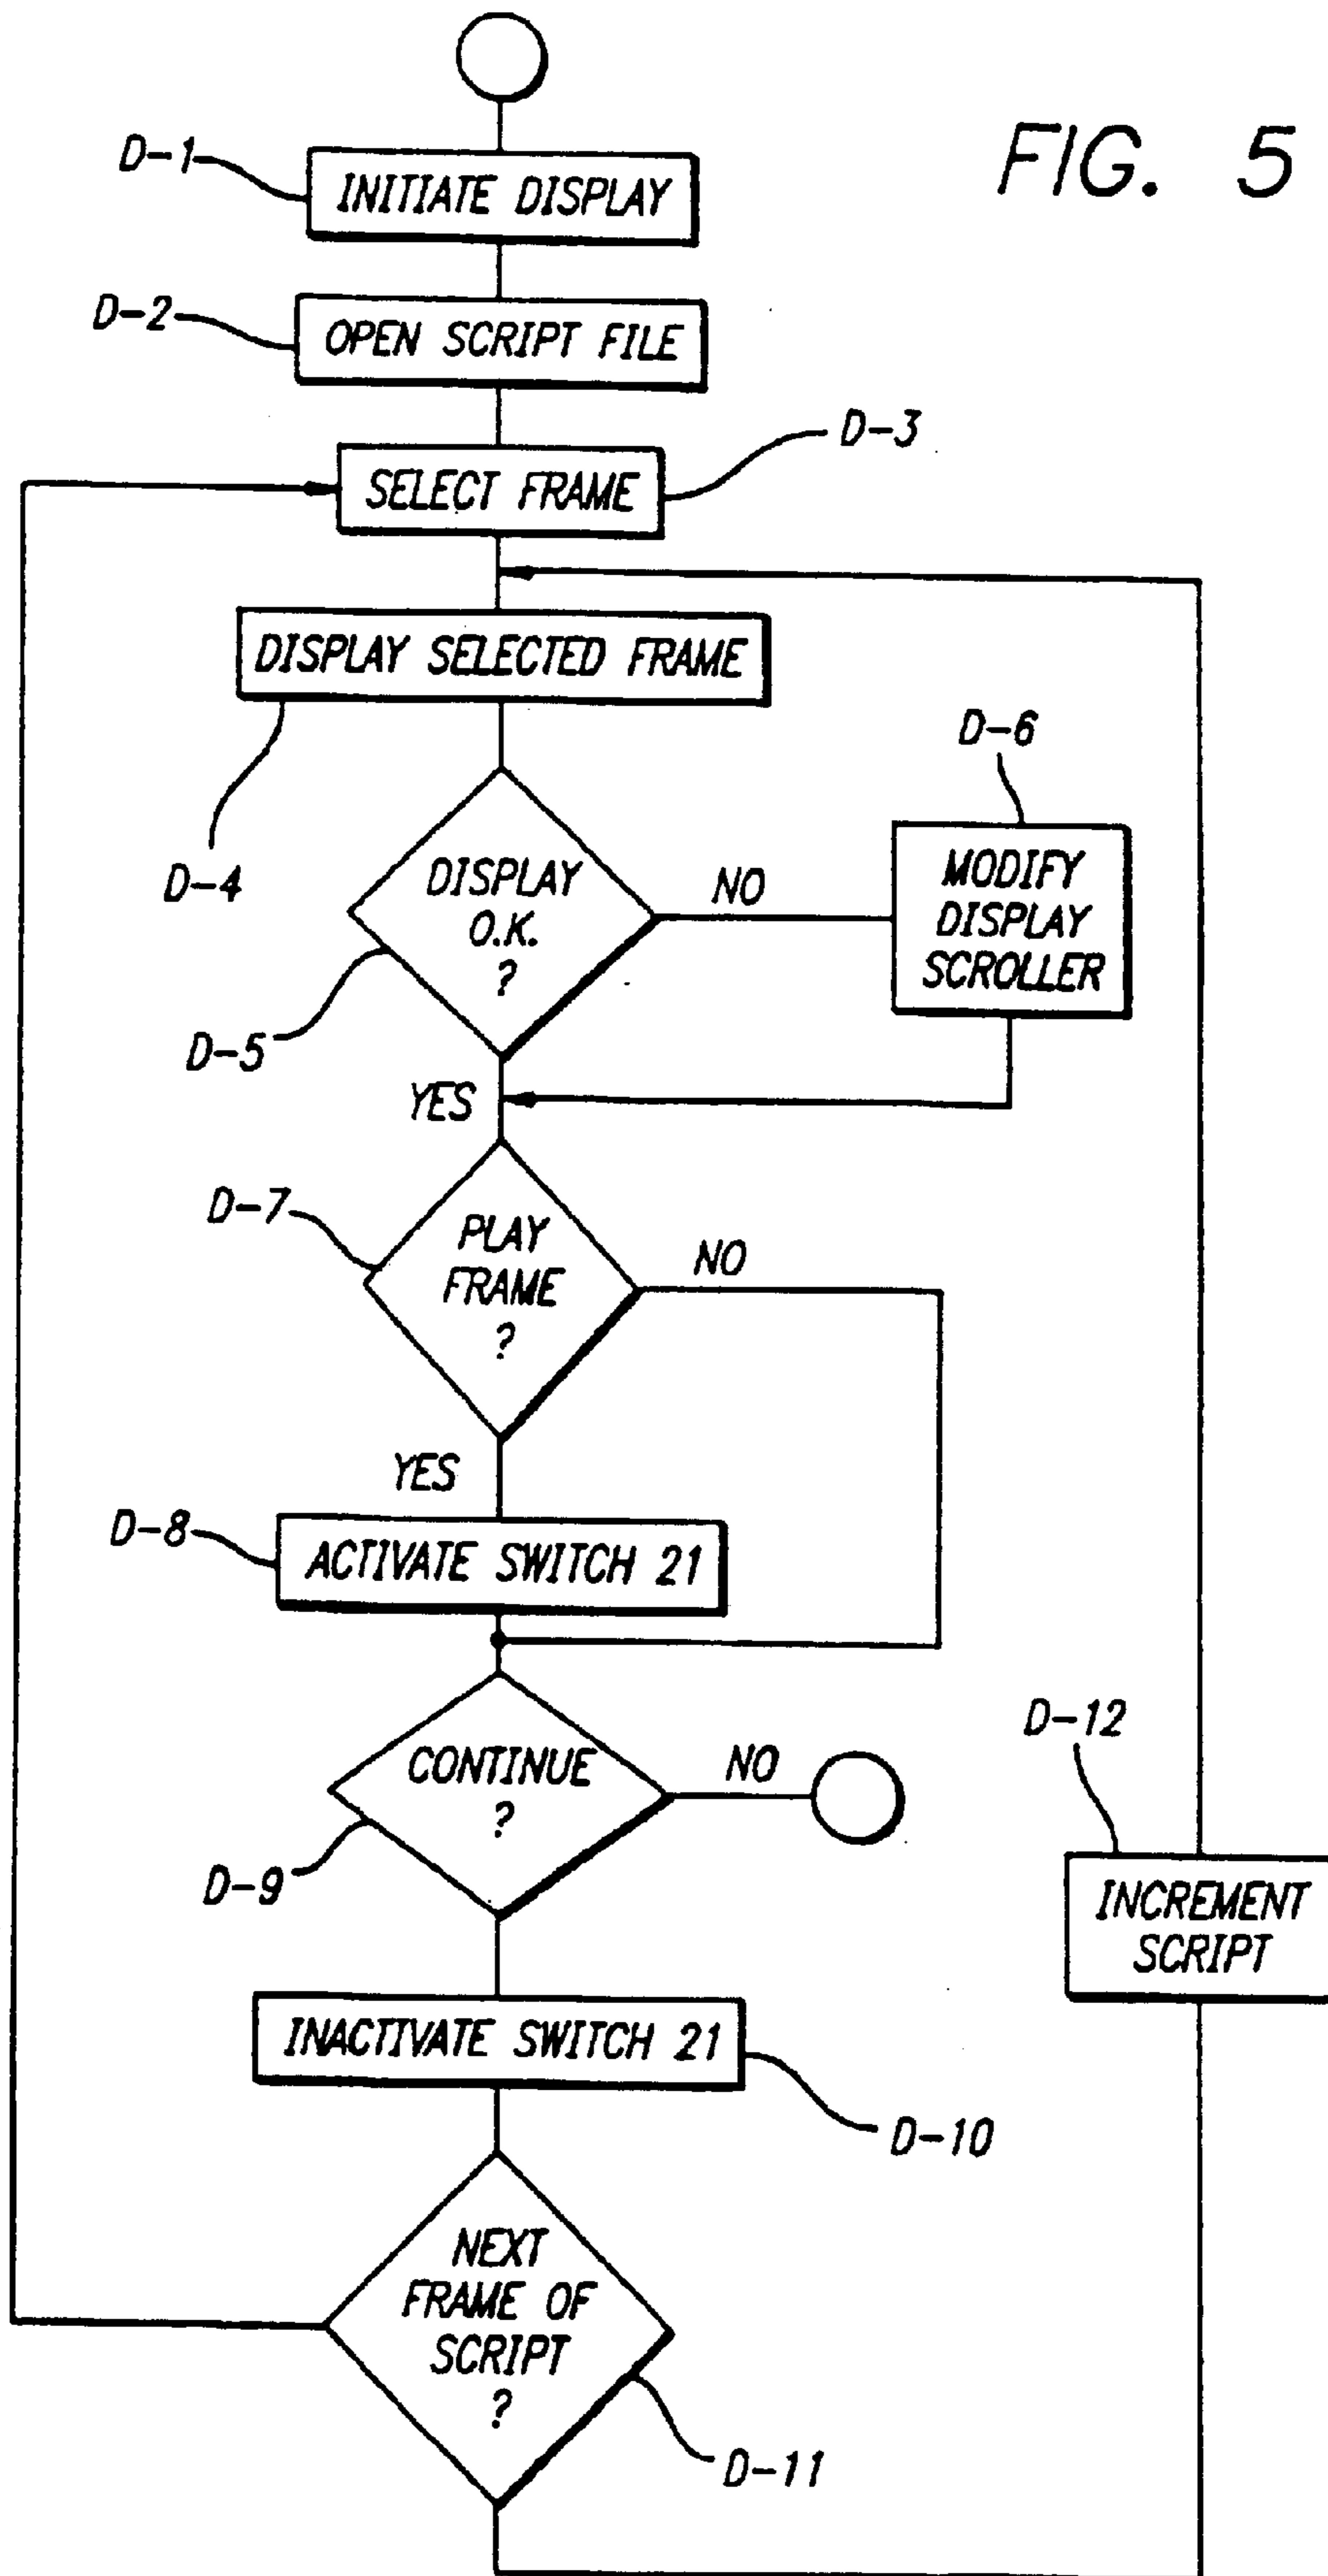 FIG. 5
D-1
INITIATE DISPLAY
D-2
OPEN SCRIPT FILE
D-3
SELECT FRAME
DISPLAY SELECTED FRAME
D-4
D-6
MODIFY
DISPLAY
SCROLLER
DISPLAY
O.K.
?
NO
D-5
YES
D-7
PLAY
FRAME
?
NO
YES
D-8
ACTIVATE SWITCH 21
CONTINUE
?
NO
D-9
D-12
INCREMENT
SCRIPT
INACTIVATE SWITCH 21
D-10
NEXT
FRAME OF
SCRIPT
?
D-11